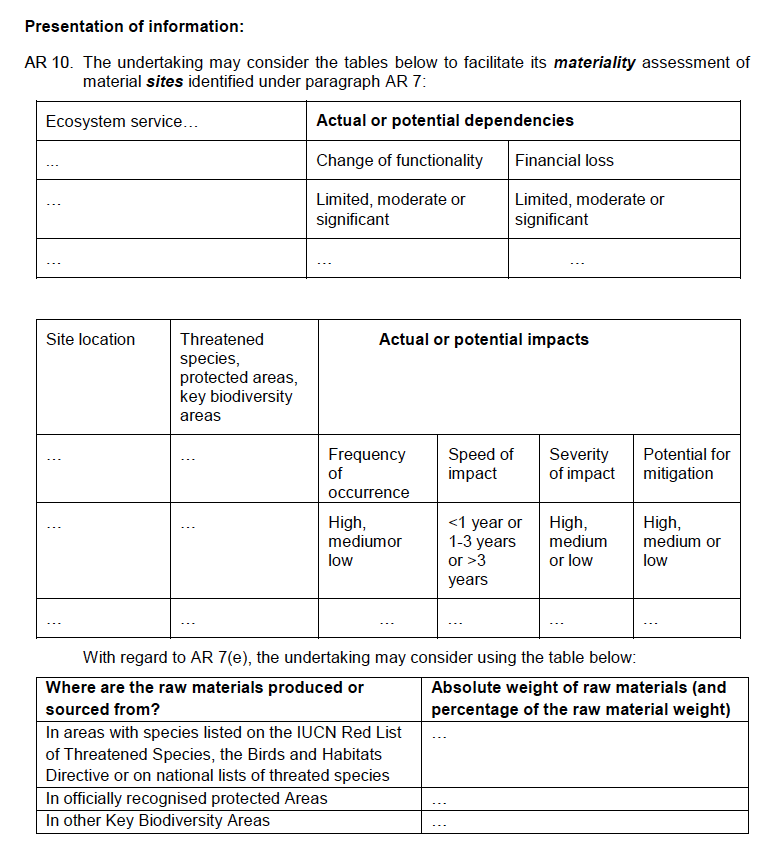 Presentation of information:
AR 10. The undertaking may consider the tables below to facilitate its materiality assessment of
material sites identified under paragraph AR 7:
Ecosystem service… Actual or potential dependencies
... Change of functionality Financial loss
… Limited, moderate or significant Limited, moderate or significant
… … …
Site location Threatened species, protected areas, key biodiversity areas Actual or potential impacts
… … Frequency of occurrence Speed of impact Severity of impact Potential for mitigation
… … High, mediumor low <1 year or 1-3 years or >3 years High, medium or low High, medium or low
… … … … … …
With regard to AR 7(e), the undertaking may consider using the table below:
Where are the raw materials produced or sourced from? Absolute weight of raw materials (and percentage of the raw material weight)
In areas with species listed on the IUCN Red List of Threatened Species, the Birds and Habitats Directive or on national lists of threated species …
In officially recognised protected Areas …
In other Key Biodiversity Areas …